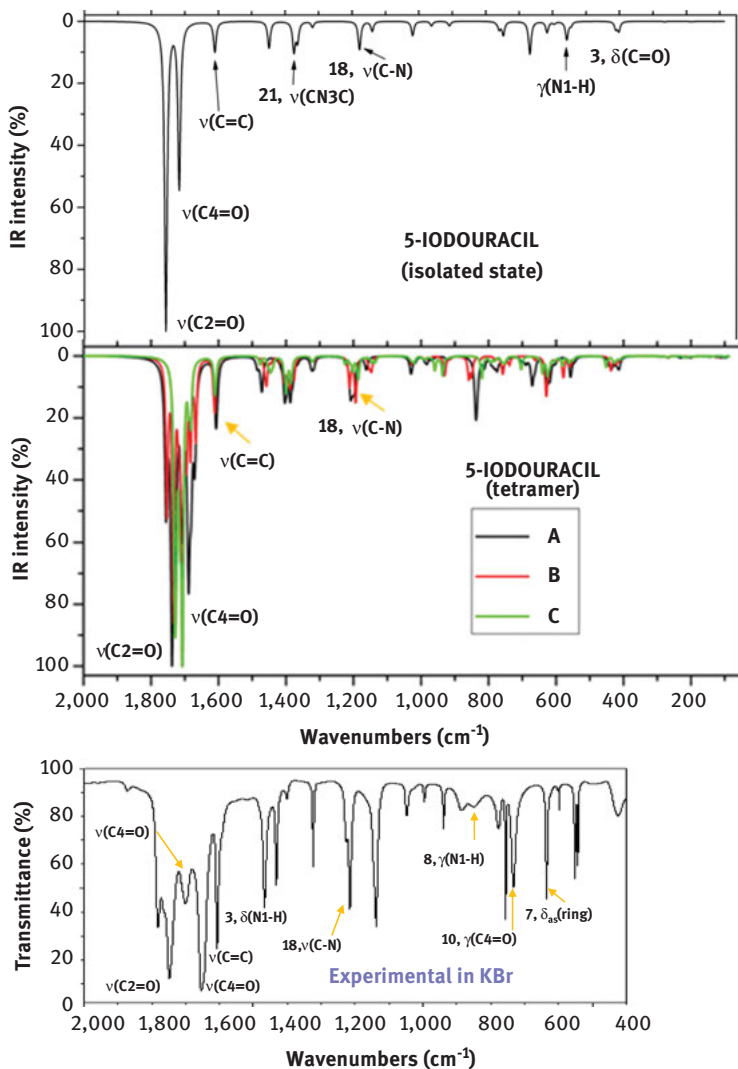 0
20
40
60
80
100
IR intensity (%)
ν(C2=O)
ν(C4=O)
ν(C=C)
21, ν(CN3C)
18, ν(C-N)
γ(N1-H)
3, δ(C=O)
5-IODOURACIL
(isolated state)
0
20
40
60
80
100
IR intensity (%)
ν(C2=O)
ν(C4=O)
ν(C=C)
18, ν(C-N)
5-IODOURACIL
(tetramer)
A
B
C
2,000 1,800 1,600 1,400 1,200 1,000 800 600 400 200
Wavenumbers (cm⁻¹)
100
80
60
40
20
0
Transmittance (%)
ν(C4=O)
ν(C2=O)
ν(C4=O)
ν(C=C)
3, δ(N1-H)
18,ν(C-N)
8, γ(N1-H)
10, γ(C4=O)
7, δas(ring)
Experimental in KBr
2,000 1,800 1,600 1,400 1,200 1,000 800 600 400
Wavenumbers (cm⁻¹)